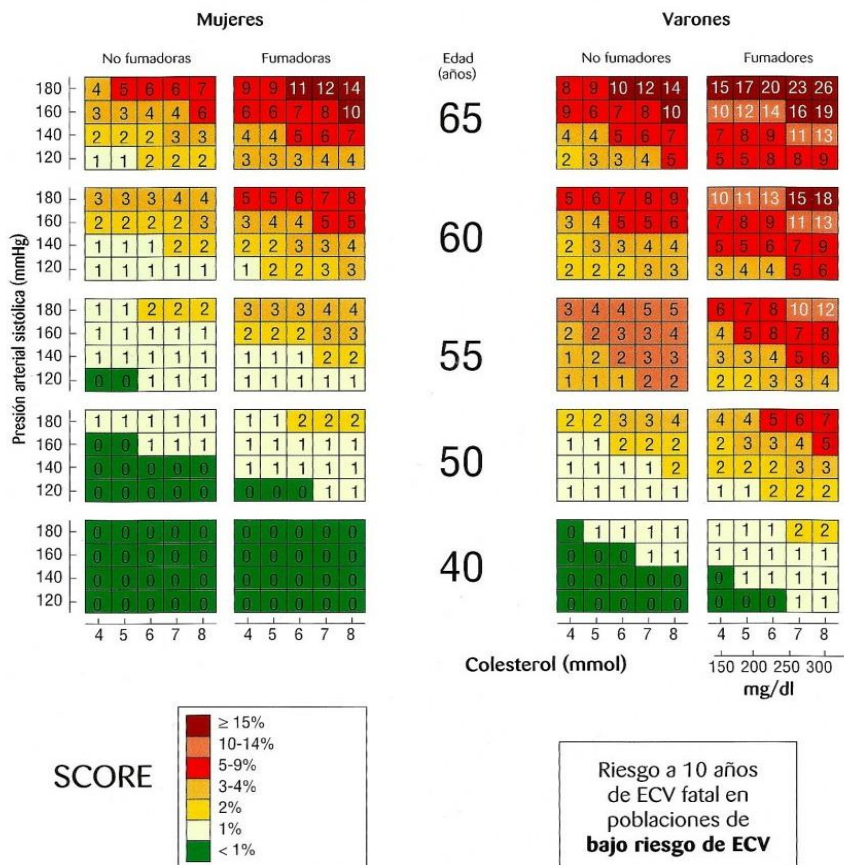 Mujeres Varones
No fumadoras Fumadoras Edad (años) No fumadores Fumadores
Presión arterial sistólica (mmHg)
180 4 5 6 6 7 9 9 11 12 14 8 9 10 12 14 15 17 20 23 26
160 3 3 4 4 6 6 6 7 8 10 9 6 7 8 10 10 12 14 16 19
65
140 2 2 2 3 3 4 4 5 6 7 4 4 5 6 7 7 8 9 11 13
120 1 1 2 2 2 3 3 3 4 4 2 3 3 4 5 5 5 8 8 9
180 3 3 3 4 4 5 5 6 7 8 5 6 7 8 9 10 11 13 15 18
160 2 2 2 2 3 3 4 4 5 5 3 4 5 5 6 7 8 9 11 13
60
140 1 1 1 2 2 2 2 3 3 4 2 3 3 4 4 5 5 6 7 9
120 1 1 1 1 1 1 2 2 3 3 2 2 2 3 3 3 4 4 5 6
180 1 1 2 2 2 3 3 3 4 4 3 4 4 5 5 6 7 8 10 12
160 1 1 1 1 1 2 2 2 3 3 2 2 3 3 4 4 5 6 7 8
55
140 1 1 1 1 1 1 1 1 2 2 1 2 2 3 3 3 3 4 5 6
120 0 0 1 1 1 1 1 1 1 1 1 1 1 2 2 2 2 3 3 4
180 1 1 1 1 1 1 1 2 2 2 2 2 3 3 4 4 4 5 6 7
160 0 0 1 1 1 1 1 1 1 1 1 1 2 2 2 2 3 3 4 5
50
140 0 0 0 0 0 1 1 1 1 1 1 1 1 1 2 2 2 2 3 3
120 0 0 0 0 0 0 0 0 1 1 1 1 1 1 1 1 1 2 2 2
180 0 0 0 0 0 0 0 0 0 0 0 1 1 1 1 1 1 1 2 2
160 0 0 0 0 0 0 0 0 0 0 0 0 0 1 1 1 1 1 1 1
40
140 0 0 0 0 0 0 0 0 0 0 0 0 0 0 0 0 1 1 1 1
120 0 0 0 0 0 0 0 0 0 0 0 0 0 0 0 0 0 0 1 1
4 5 6 7 8 4 5 6 7 8 4 5 6 7 8 4 5 6 7 8
Colesterol (mmol)
150 200 250 300
mg/dl
SCORE
≥ 15%
10-14%
5-9%
3-4%
2%
1%
< 1%
Riesgo a 10 años
de ECV fatal en
poblaciones de
bajo riesgo de ECV